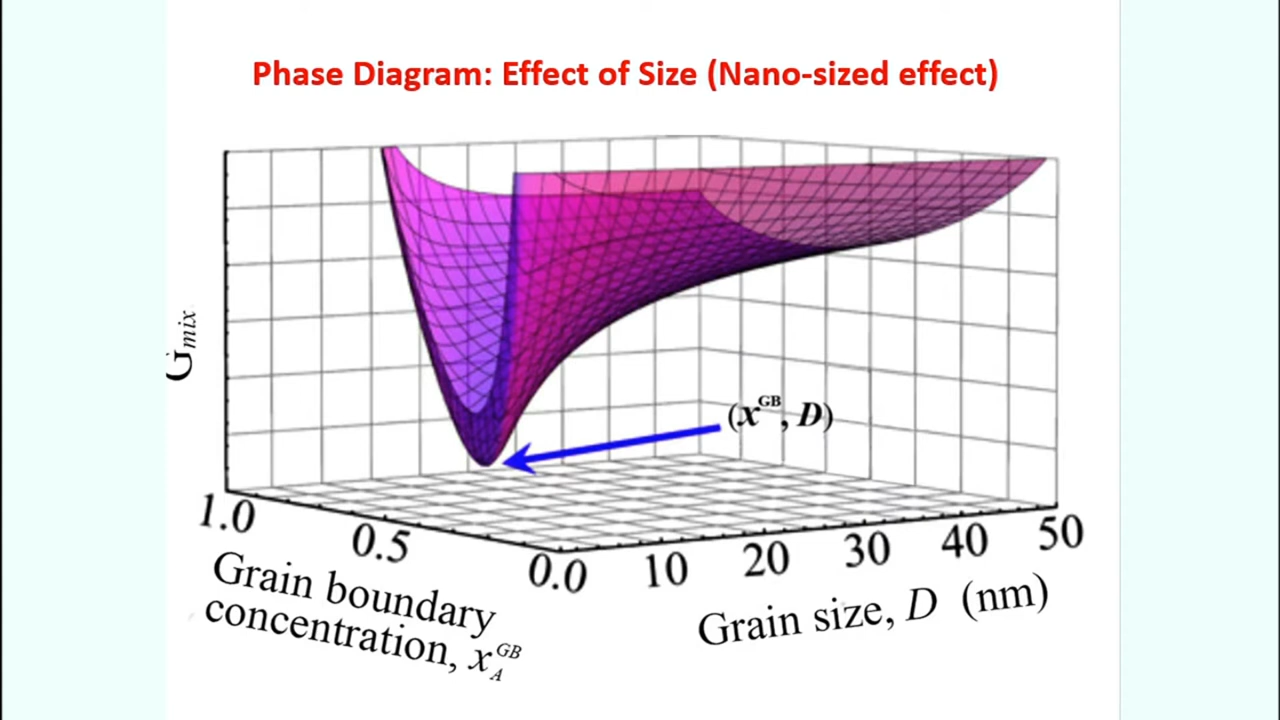 Phase Diagram: Effect of Size (Nano-sized effect)
G_mix
(x^GB, D)
1.0
0.5
0.0
10
20
30
40
50
Grain boundary
concentration, x_A^GB
Grain size, D (nm)